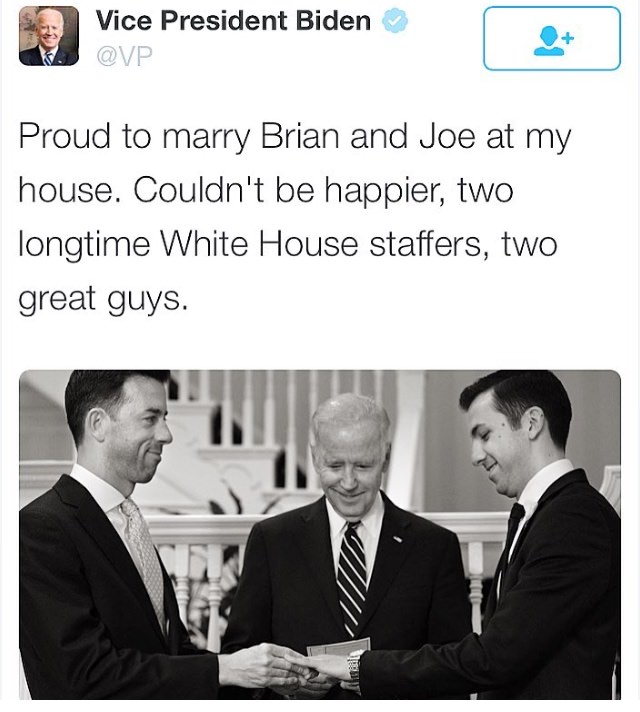 Vice President Biden
@VP
Proud to marry Brian and Joe at my
house. Couldn't be happier, two
longtime White House staffers, two
great guys.